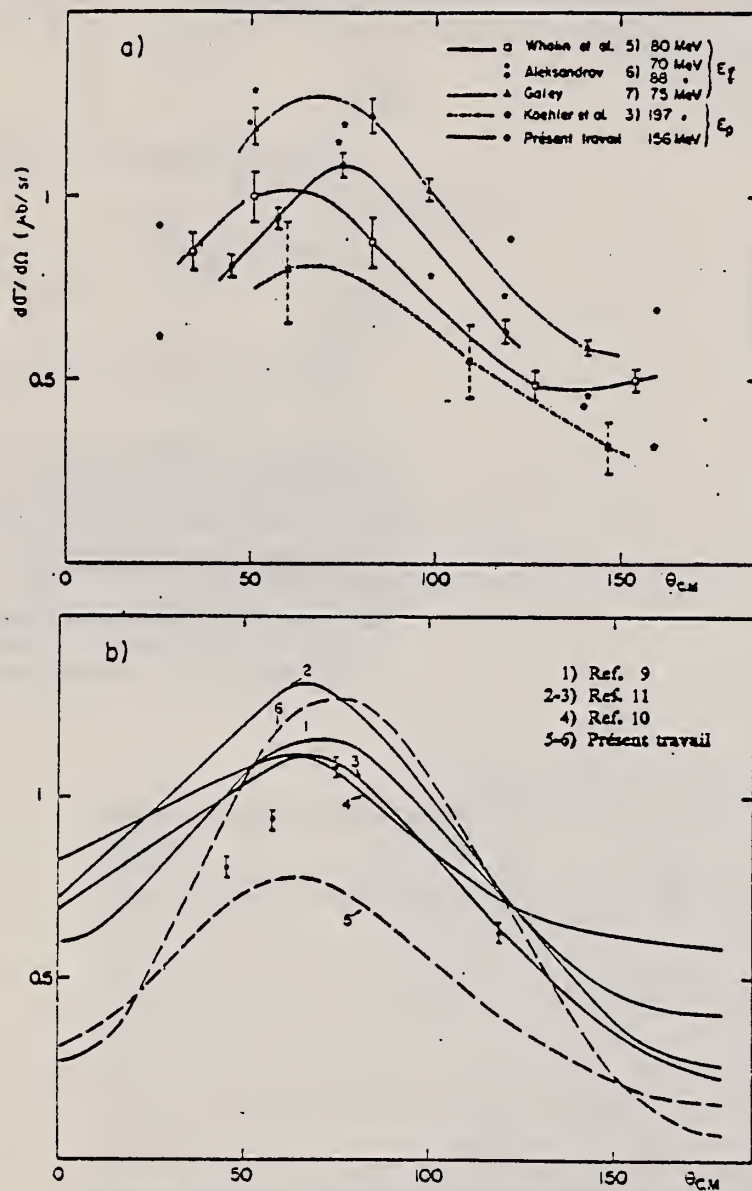 a)
Whalin et al. 5) 80 MeV
Aleksandrov 6) 70 MeV
88 "
Galey 7) 75 MeV
Koehler et al. 3) 197 "
Présent travail 156 MeV
dσ/dΩ (μb/sr)
1
0.5
0 50 100 150 θC.M
b)
1) Ref. 9
2-3) Ref. 11
4) Ref. 10
5-6) Présent travail
2
6
1
3
4
5
1
0.5
0 50 100 150 θC.M